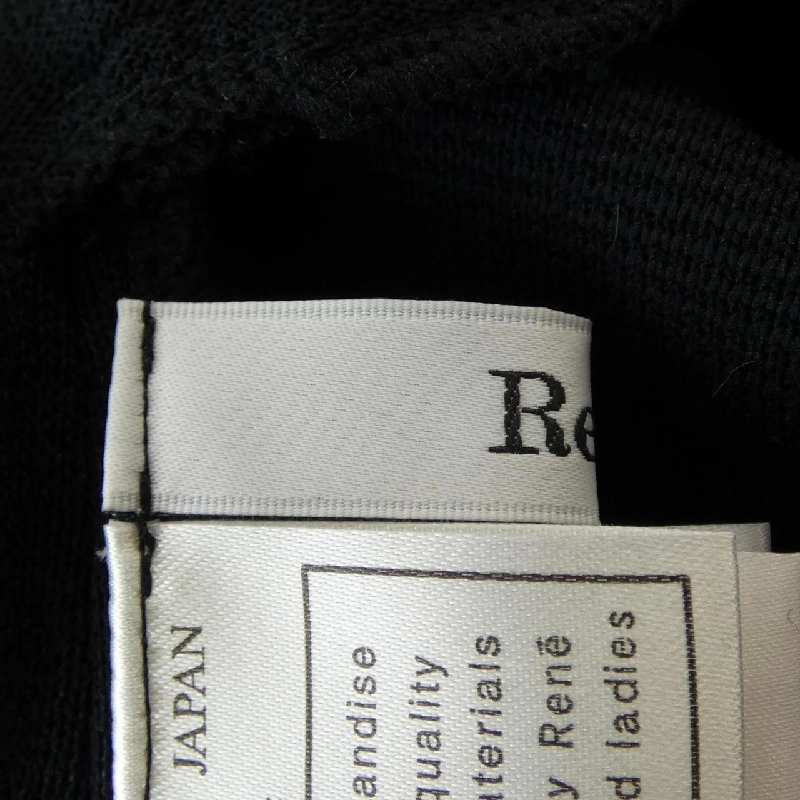 Re
JAPAN
andise
quality
aterials
y Renē
d ladies